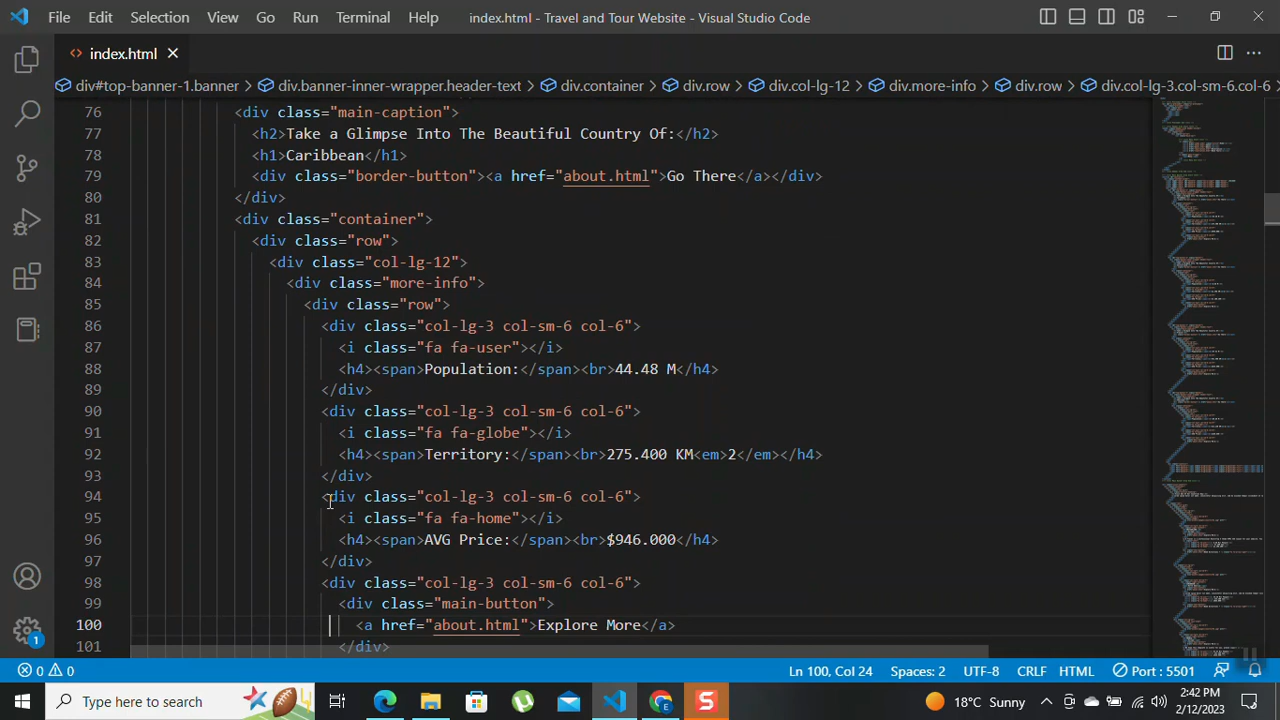 File Edit Selection View Go Run Terminal Help index.html - Travel and Tour Website - Visual Studio Code
<> index.html
div#top-banner-1.banner > div.banner-inner-wrapper.header-text > div.container > div.row > div.col-lg-12 > div.more-info > div.row > div.col-lg-3.col-sm-6.col-6 >
76 <div class="main-caption">
77 <h2>Take a Glimpse Into The Beautiful Country Of:</h2>
78 <h1>Caribbean</h1>
79 <div class="border-button"><a href="about.html">Go There</a></div>
80 </div>
81 <div class="container">
82 <div class="row">
83 <div class="col-lg-12">
84 <div class="more-info">
85 <div class="row">
86 <div class="col-lg-3 col-sm-6 col-6">
87 <i class="fa fa-user"></i>
88 <h4><span>Population:</span><br>44.48 M</h4>
89 </div>
90 <div class="col-lg-3 col-sm-6 col-6">
91 <i class="fa fa-globe"></i>
92 <h4><span>Territory:</span><br>275.400 KM<em>2</em></h4>
93 </div>
94 <div class="col-lg-3 col-sm-6 col-6">
95 <i class="fa fa-home"></i>
96 <h4><span>AVG Price:</span><br>$946.000</h4>
97 </div>
98 <div class="col-lg-3 col-sm-6 col-6">
99 <div class="main-button">
100 <a href="about.html">Explore More</a>
101 </div>
1
0 0 Ln 100, Col 24 Spaces: 2 UTF-8 CRLF HTML Port : 5501
Type here to search 18°C Sunny 2:42 PM
2/12/2023